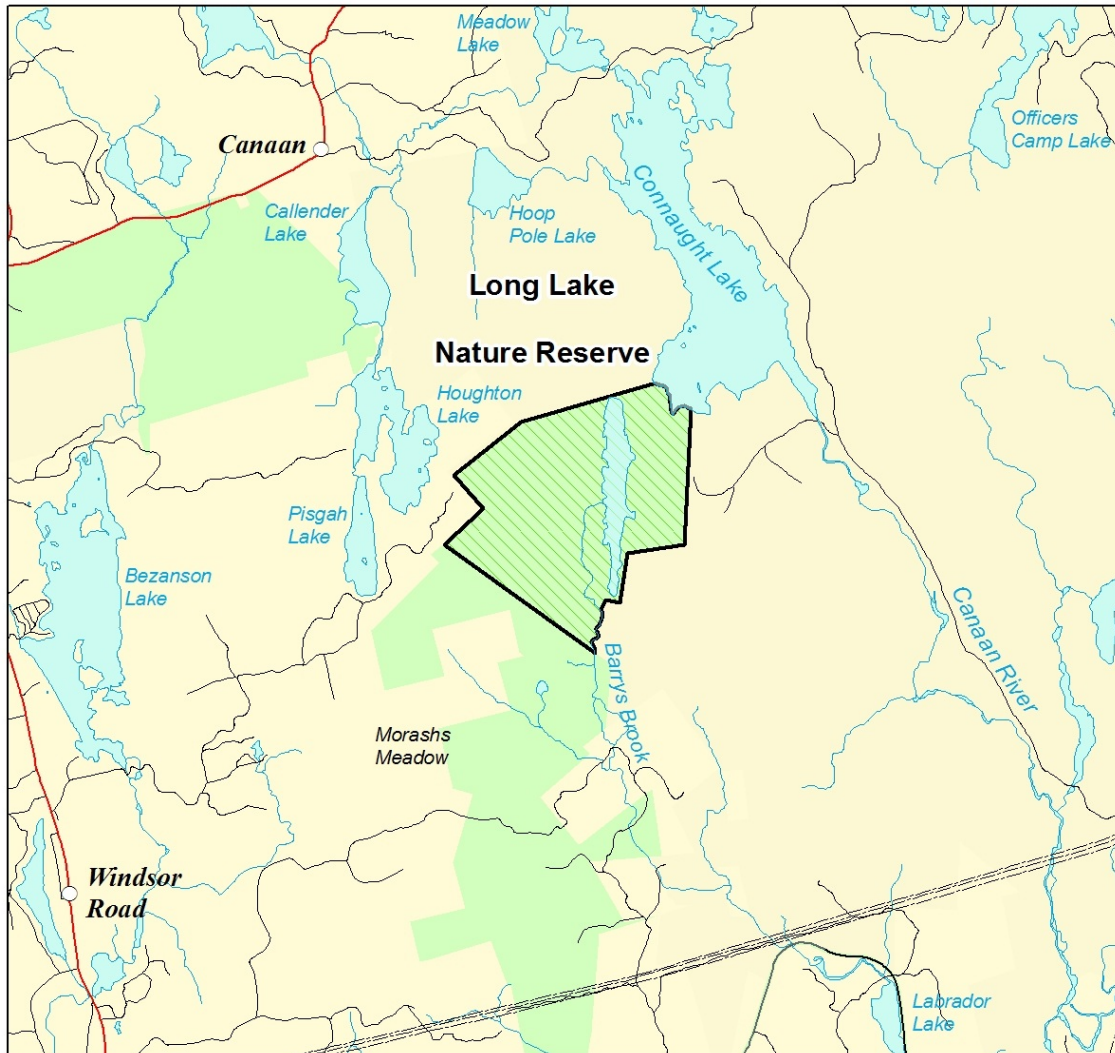 Meadow
Lake
Officers
Camp Lake
Canaan
Callender
Lake
Hoop
Pole Lake
Connaught Lake
Long Lake
Nature Reserve
Houghton
Lake
Pisgah
Lake
Bezanson
Lake
Canaan River
Barrys Brook
Morashs
Meadow
Windsor
Road
Labrador
Lake